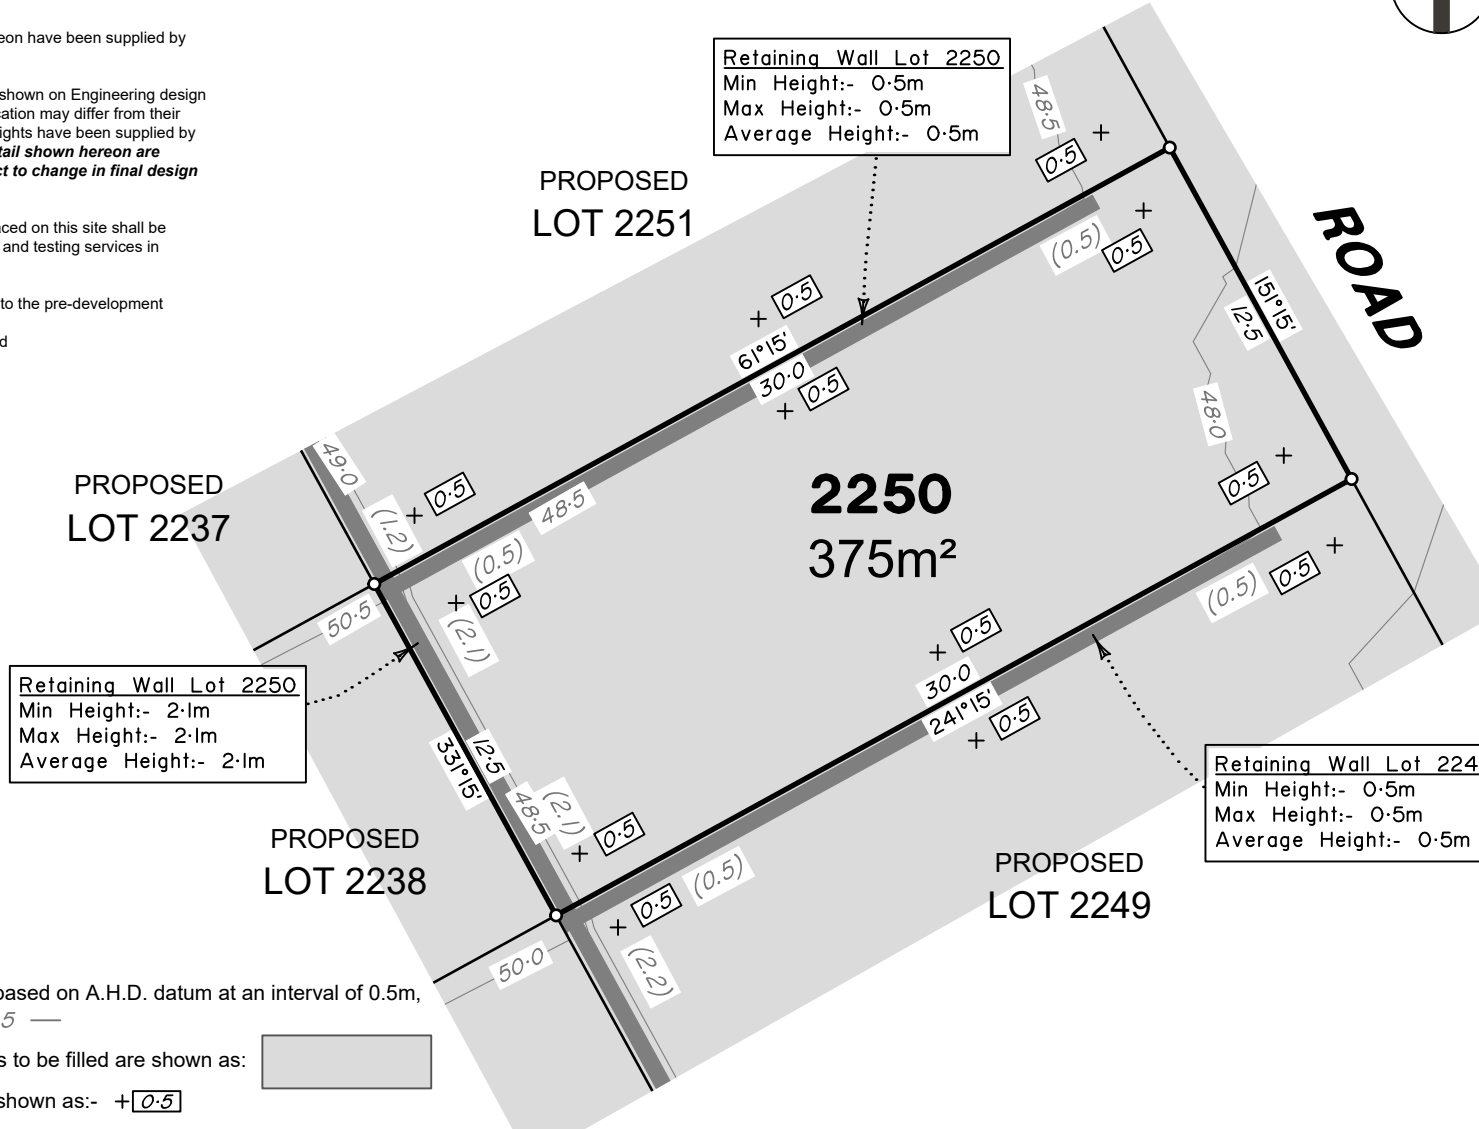 eon have been supplied by
shown on Engineering design
cation may differ from their
ights have been supplied by
tail shown hereon are
ct to change in final design
aced on this site shall be
and testing services in
to the pre-development
d
Retaining Wall Lot 2250
Min Height:- 0·5m
Max Height:- 0·5m
Average Height:- 0·5m
48·5
0·5
PROPOSED
LOT 2251
(0.5)
0·5
ROAD
0·5
151°15'
12·5
61°15'
30·0
0·5
48·0
49·0
PROPOSED
LOT 2237
(1.2)
0·5
48·5
2250
375m²
0·5
(0.5)
0·5
50·5
(2.1)
(0.5)
0·5
0·5
Retaining Wall Lot 2250
Min Height:- 2·1m
Max Height:- 2·1m
Average Height:- 2·1m
30·0
241°15'
0·5
331°15'
12·5
48·5
(2.1)
0·5
Retaining Wall Lot 224
Min Height:- 0·5m
Max Height:- 0·5m
Average Height:- 0·5m
PROPOSED
LOT 2238
PROPOSED
LOT 2249
0·5
(0.5)
50·0
(2.2)
based on A.H.D. datum at an interval of 0.5m,
5
s to be filled are shown as:
shown as:- + 0·5